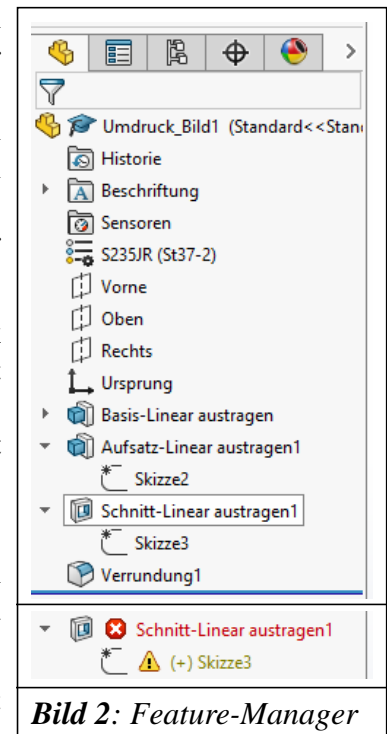 Umdruck_Bild1 (Standard<<Stan
Historie
Beschriftung
Sensoren
S235JR (St37-2)
Vorne
Oben
Rechts
Ursprung
Basis-Linear austragen
Aufsatz-Linear austragen1
Skizze2
Schnitt-Linear austragen1
Skizze3
Verrundung1
Schnitt-Linear austragen1
(+) Skizze3
Bild 2: Feature-Manager